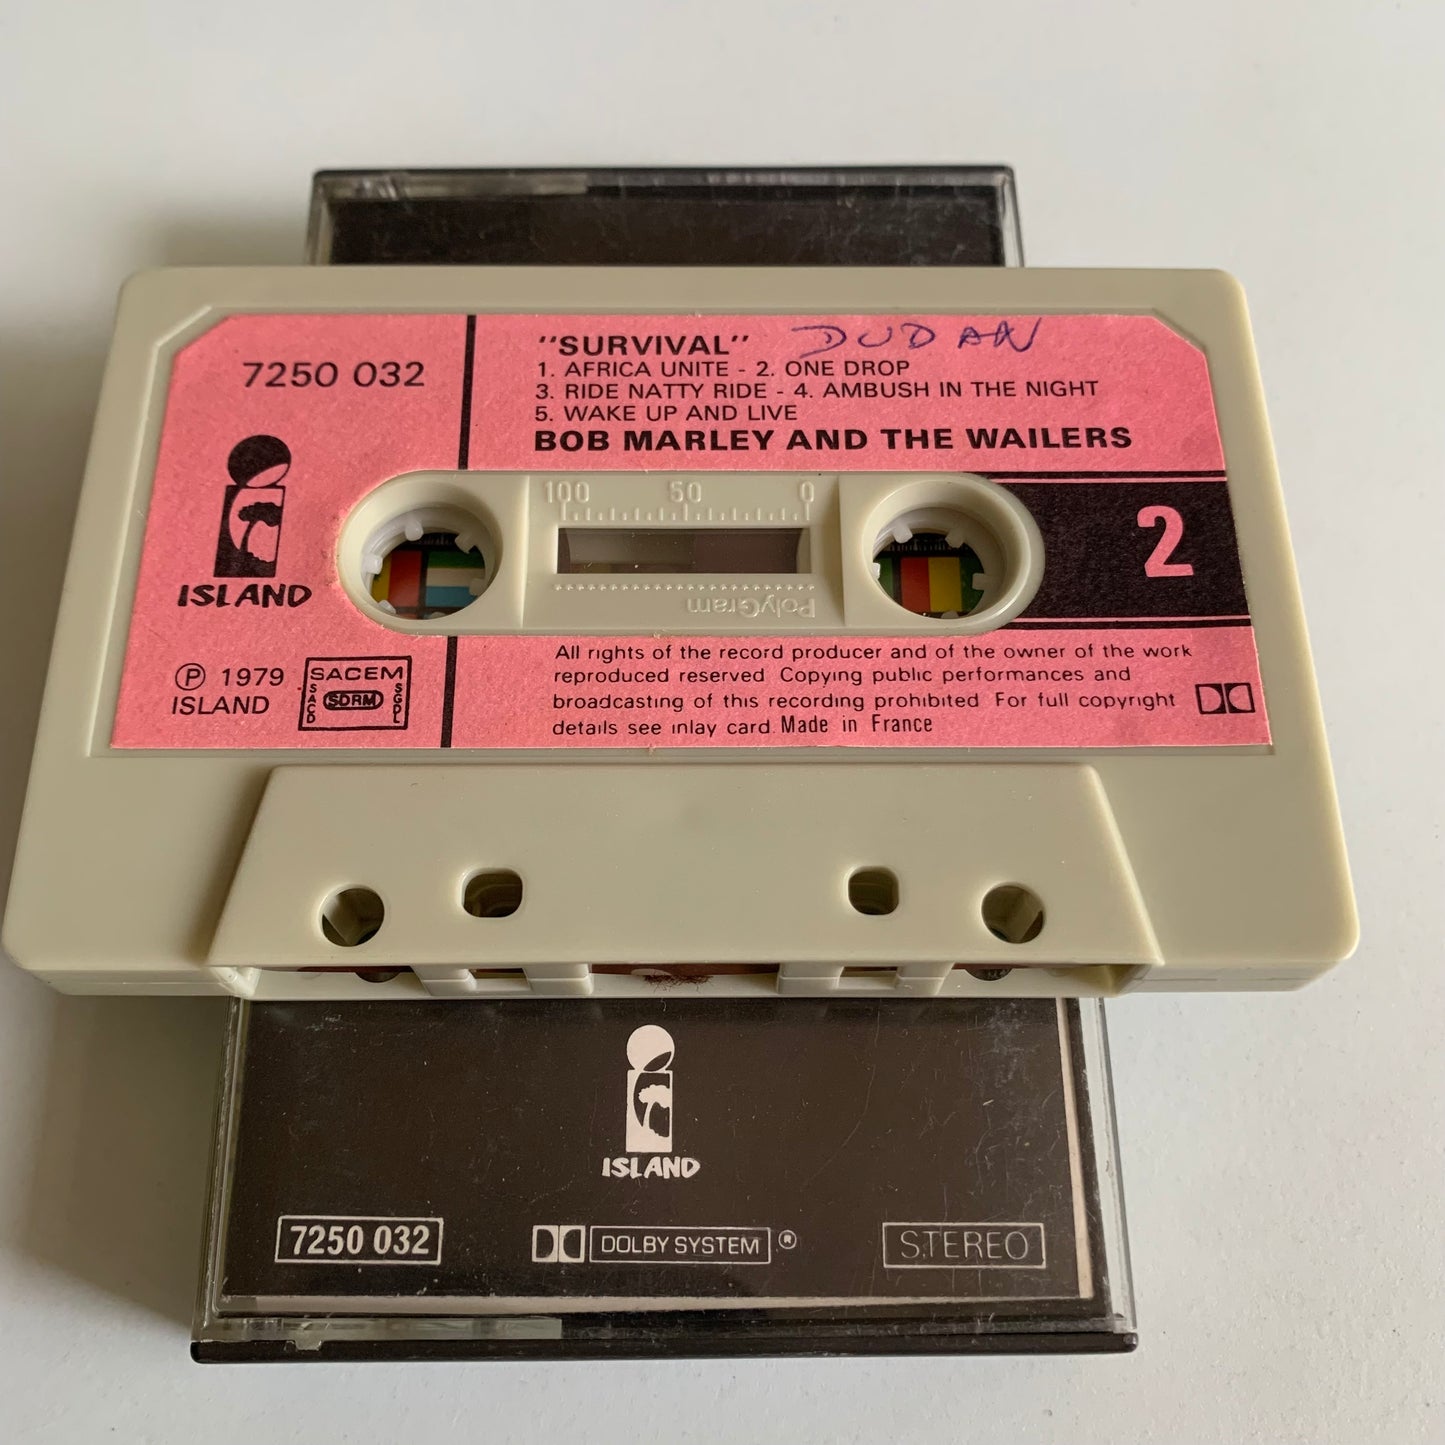 7250 032
"SURVIVAL" DUDAN
1. AFRICA UNITE - 2. ONE DROP
3. RIDE NATTY RIDE - 4. AMBUSH IN THE NIGHT
5. WAKE UP AND LIVE
BOB MARLEY AND THE WAILERS
ISLAND
100 50 0
2
PolyGram
All rights of the record producer and of the owner of the work
reproduced reserved Copying public performances and
broadcasting of this recording prohibited For full copyright
details see inlay card. Made in France
Ⓟ 1979
ISLAND
SACEM
SACD SDRM SGDL
ISLAND
7250 032
DOLBY SYSTEM ®
STEREO